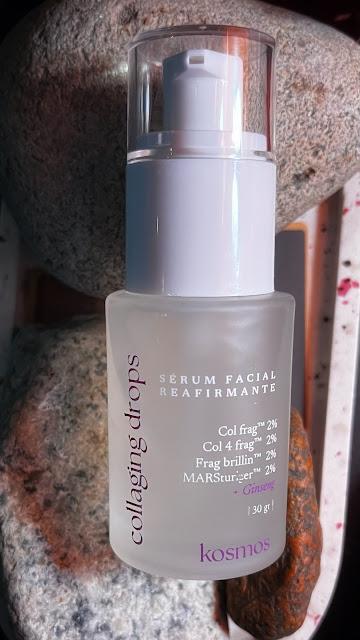 collaging drops
SÉRUM FACIAL
REAFIRMANTE
Col frag™ 2%
Col 4 frag™ 2%
Frag brillin™ 2%
MARSturizer™ 2%
+ Ginseng
| 30 gr |
kosmos